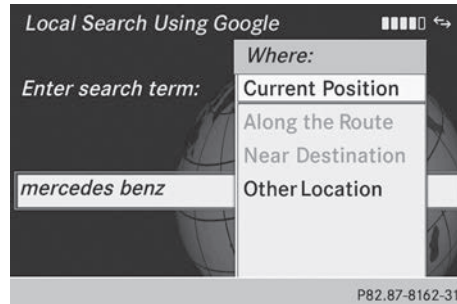 Local Search Using Google
Where:
Enter search term:
Current Position
Along the Route
Near Destination
mercedes benz
Other Location
P82.87-8162-31